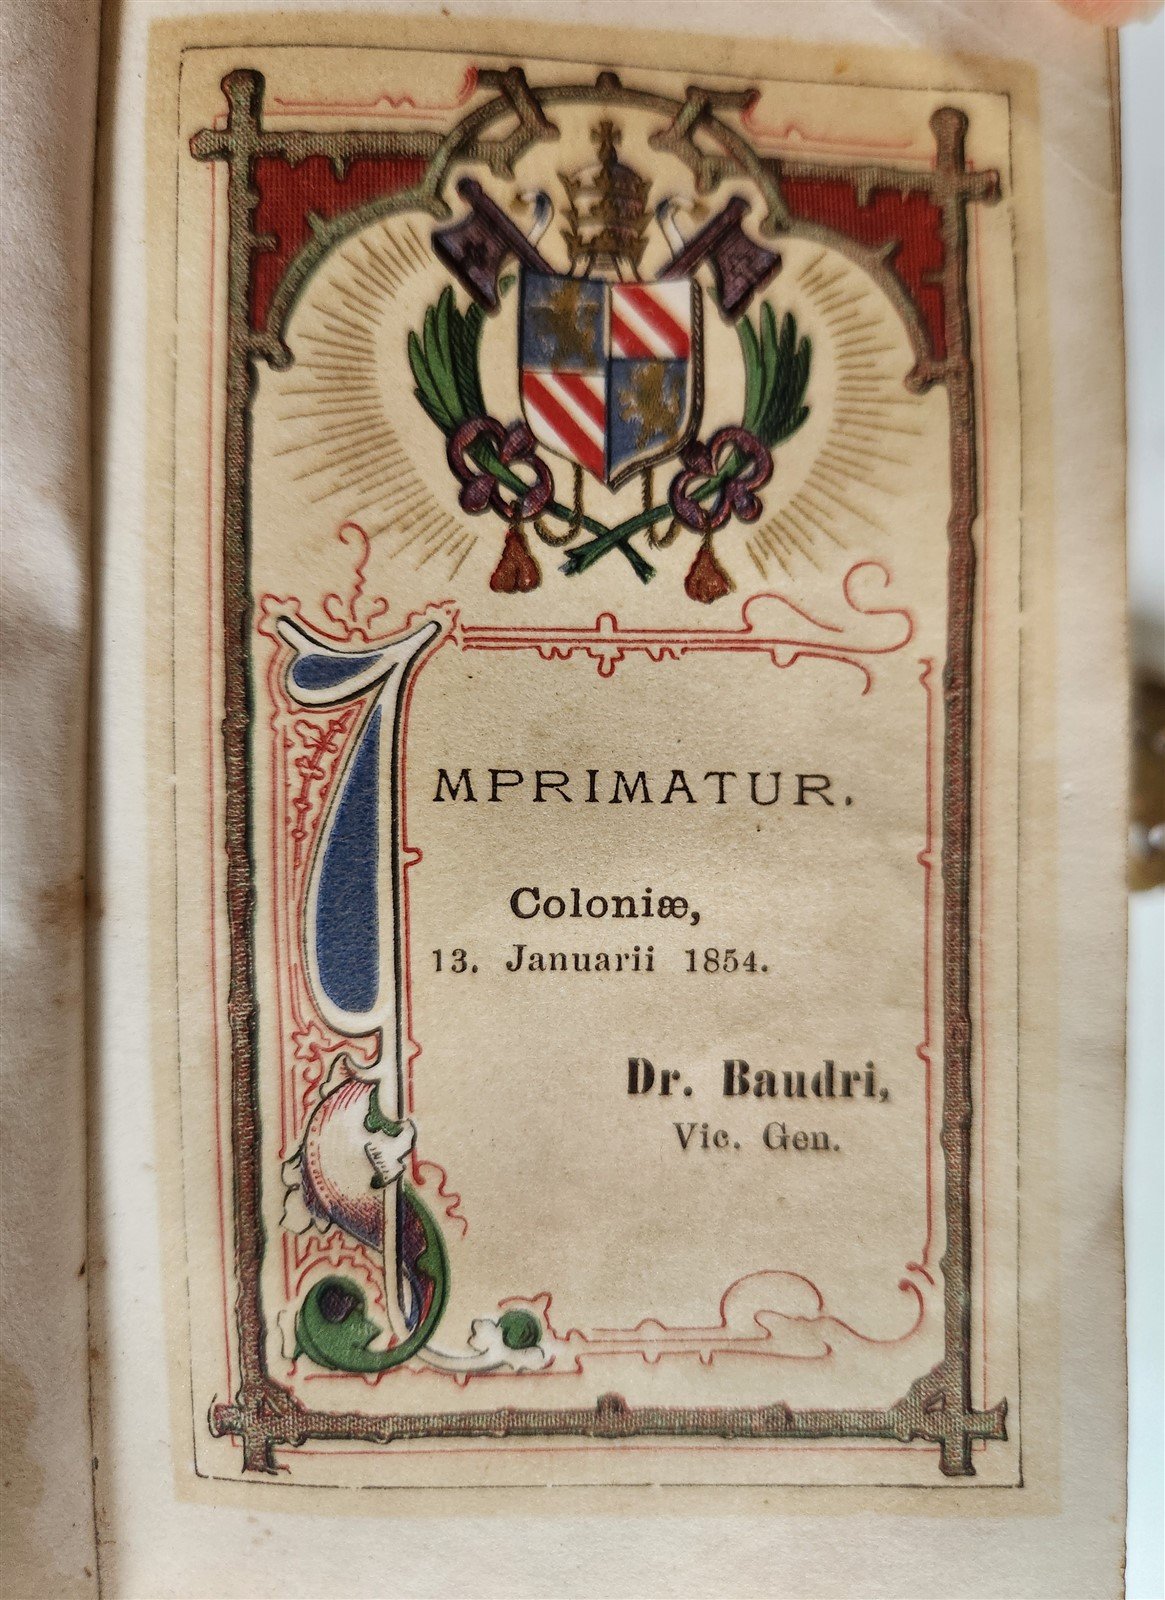 IMPRIMATUR.
Coloniæ,
13. Januarii 1854.
Dr. Baudri,
Vic. Gen.